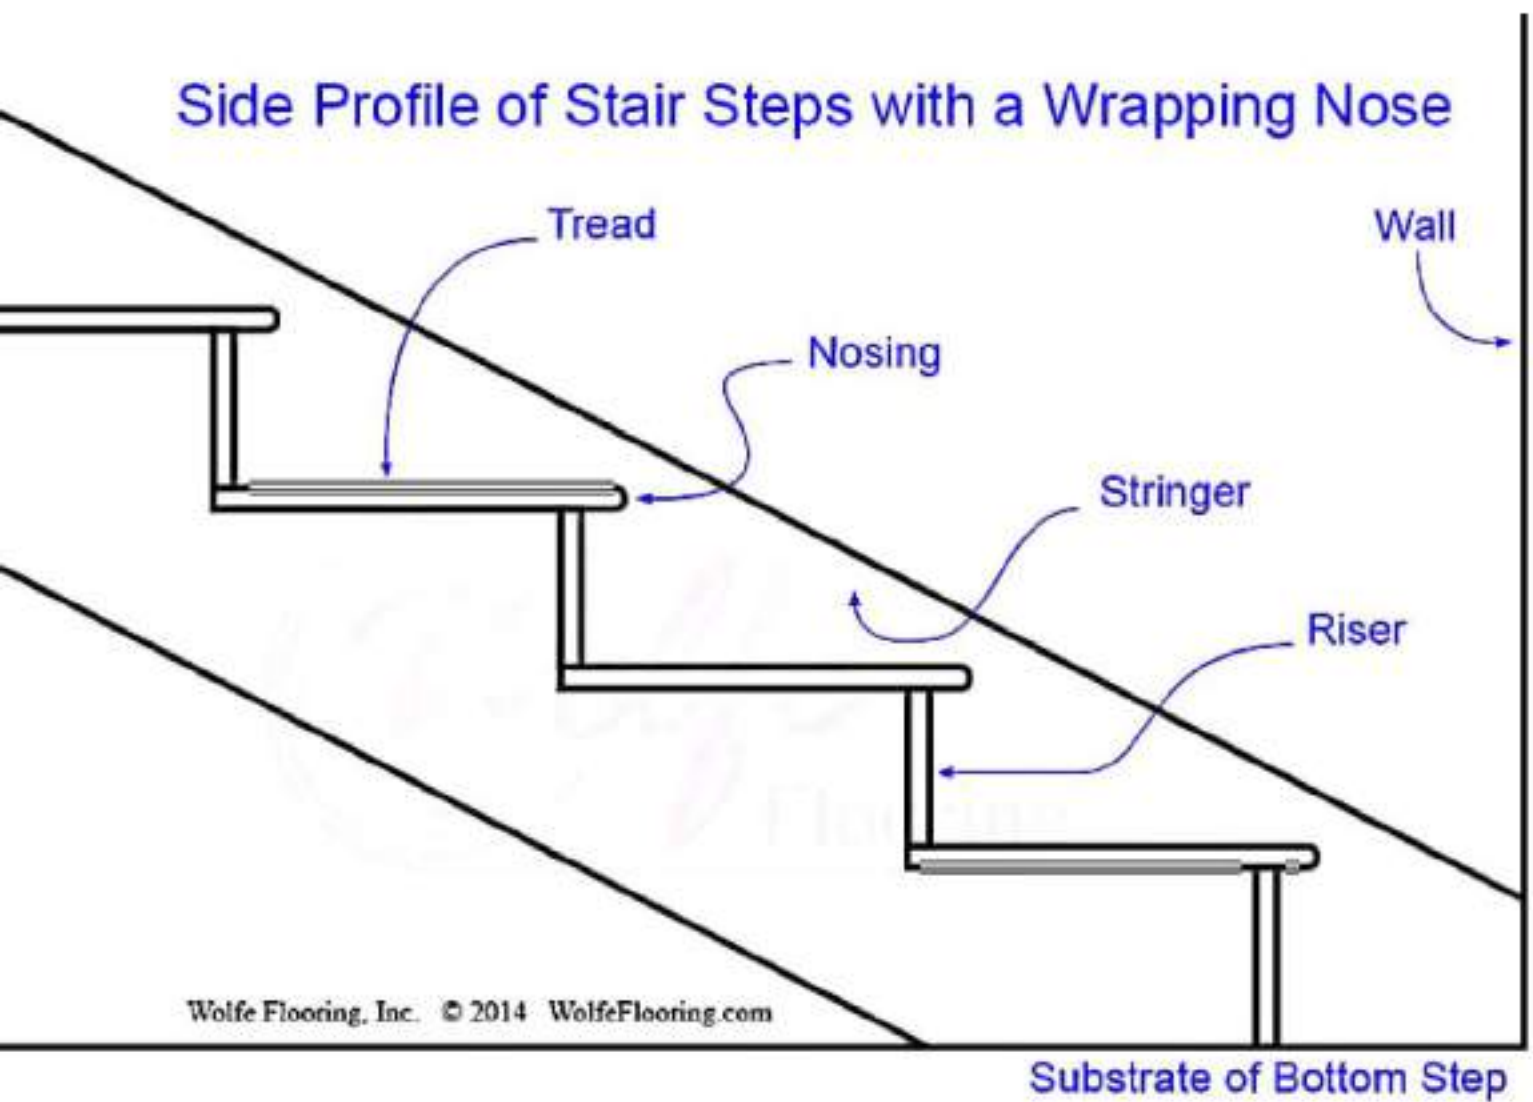 Side Profile of Stair Steps with a Wrapping Nose
Tread
Wall
Nosing
Stringer
Riser
Flooring
Wolfe Flooring, Inc. © 2014 WolfeFlooring.com
Substrate of Bottom Step